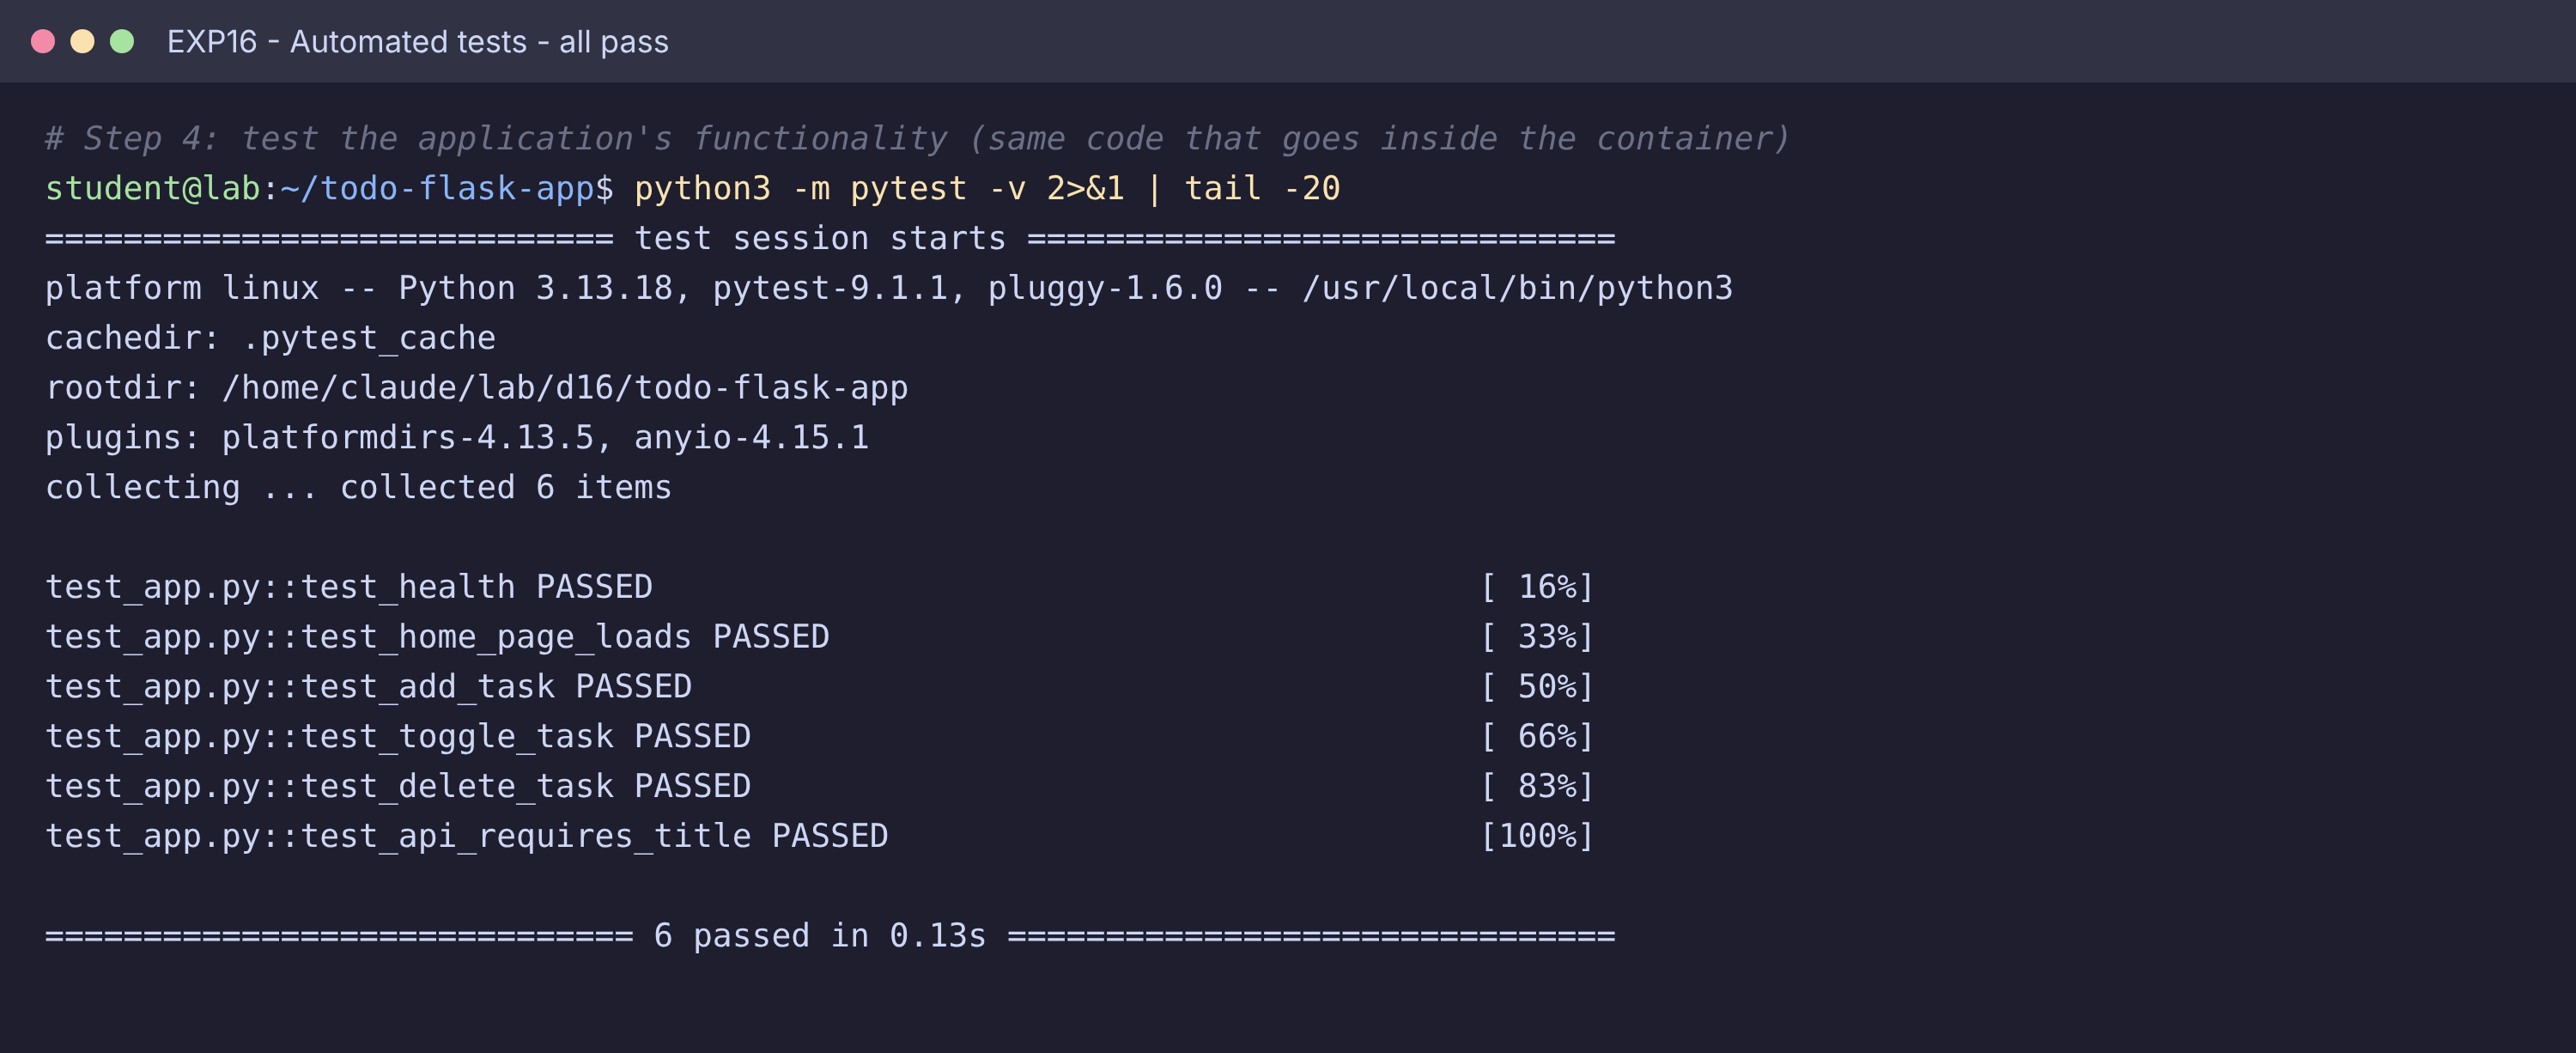 EXP16 - Automated tests - all pass
# Step 4: test the application's functionality (same code that goes inside the container)
student@lab:~/todo-flask-app$ python3 -m pytest -v 2>&1 | tail -20
============================= test session starts ==============================
platform linux -- Python 3.13.18, pytest-9.1.1, pluggy-1.6.0 -- /usr/local/bin/python3
cachedir: .pytest_cache
rootdir: /home/claude/lab/d16/todo-flask-app
plugins: platformdirs-4.13.5, anyio-4.15.1
collecting ... collected 6 items
test_app.py::test_health PASSED                                          [ 16%]
test_app.py::test_home_page_loads PASSED                                 [ 33%]
test_app.py::test_add_task PASSED                                        [ 50%]
test_app.py::test_toggle_task PASSED                                     [ 66%]
test_app.py::test_delete_task PASSED                                     [ 83%]
test_app.py::test_api_requires_title PASSED                              [100%]
============================== 6 passed in 0.13s ===============================